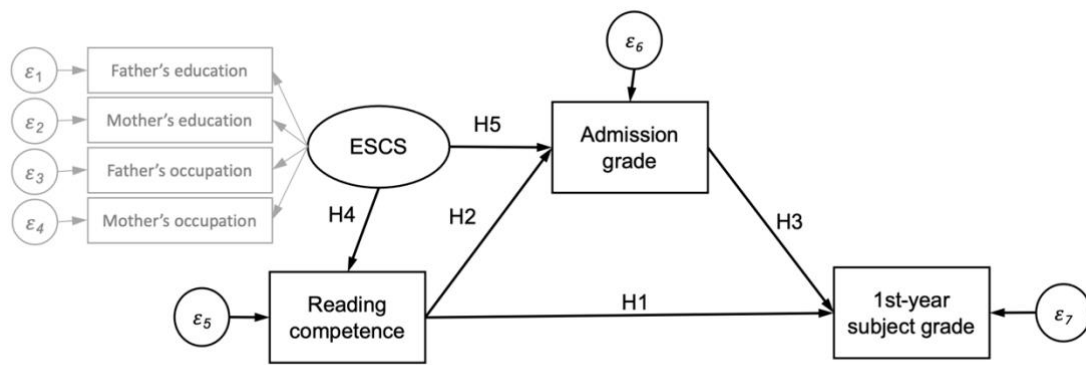 ε6
ε1
Father's education
ε2
Mother's education
Admission
grade
H5
ESCS
ε3
Father's occupation
ε4
Mother's occupation
H4
H2
H3
Reading
competence
ε5
H1
1st-year
subject grade
ε7